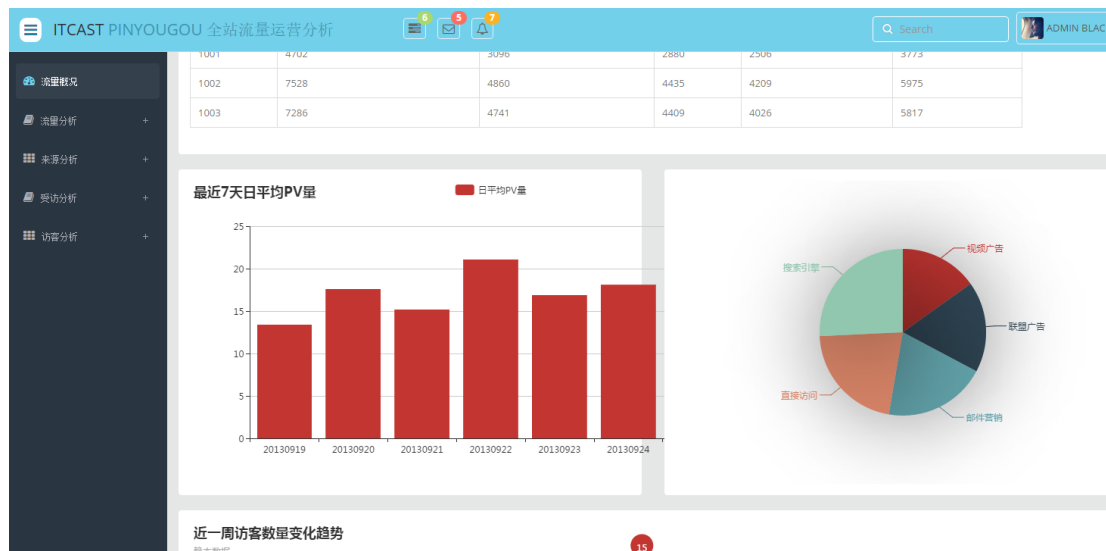 ITCAST PINYOUGOU 全站流量运营分析
6
5
7
Search
ADMIN BLAC
流量概况
流量分析 +
来源分析 +
受访分析 +
访客分析 +
1001 4702 3096 2880 2506 3773
1002 7528 4860 4435 4209 5975
1003 7286 4741 4409 4026 5817
最近7天日平均PV量
日平均PV量
25
20
15
10
5
0
20130919 20130920 20130921 20130922 20130923 20130924
视频广告
搜索引擎
联盟广告
直接访问
邮件营销
近一周访客数量变化趋势
15